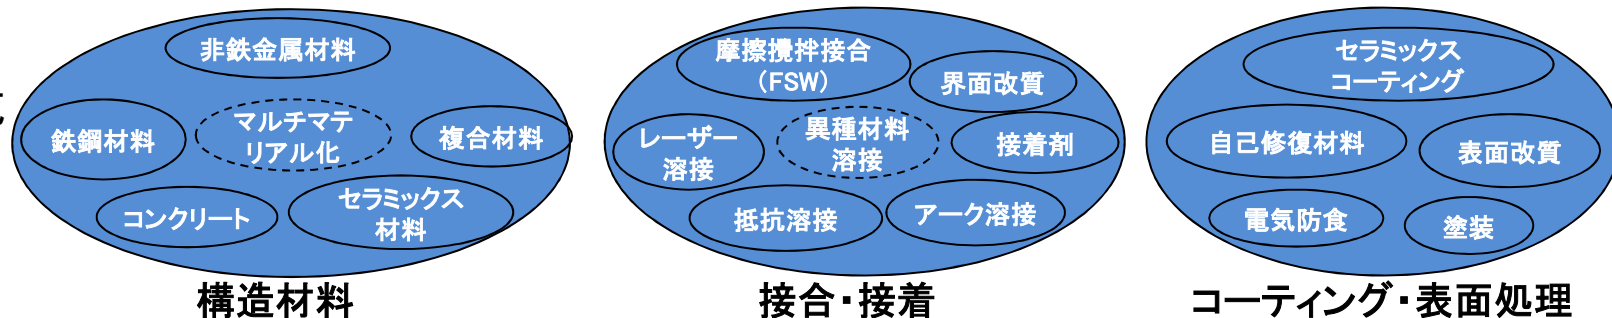 非鉄金属材料
鉄鋼材料
マルチマテ
リアル化
複合材料
コンクリート
セラミックス
材料
構造材料
摩擦攪拌接合
(FSW)
界面改質
レーザー
溶接
異種材料
溶接
接着剤
抵抗溶接
アーク溶接
接合・接着
セラミックス
コーティング
自己修復材料
表面改質
電気防食
塗装
コーティング・表面処理